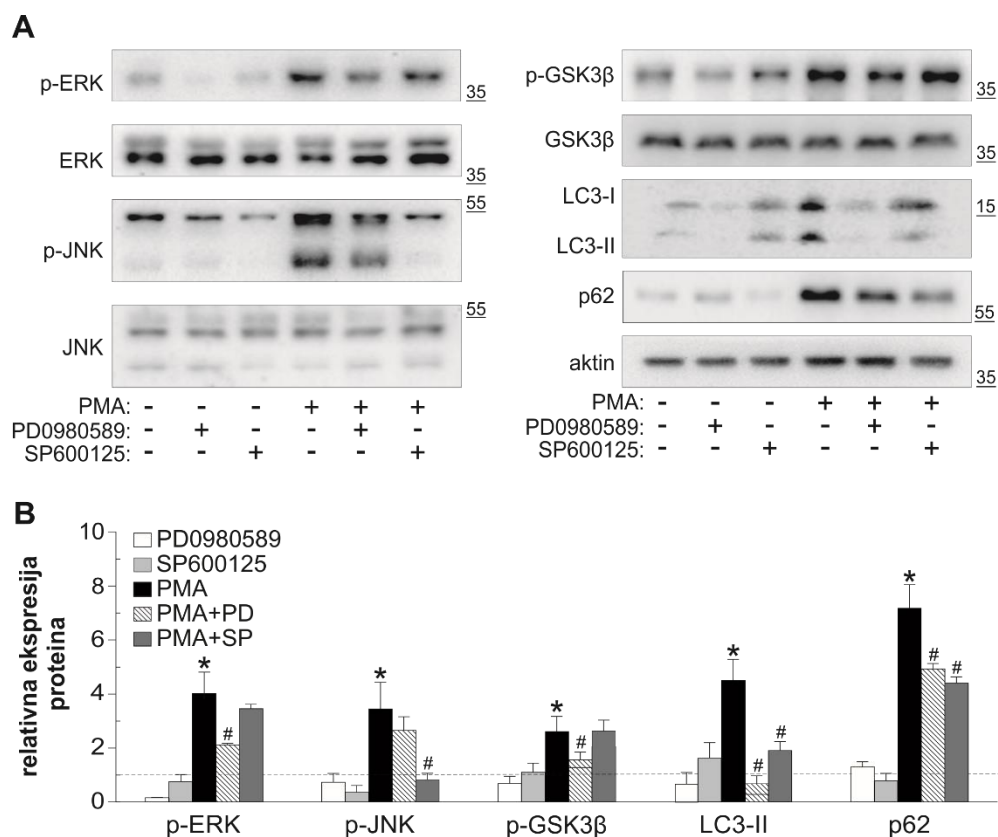 A
p-ERK
35
ERK
35
55
p-JNK
55
JNK
PMA: - - - + + +
PD0980589: - + - - + -
SP600125: - - + - - +
p-GSK3β
35
GSK3β
35
LC3-I
15
LC3-II
p62
55
aktin
35
PMA: - - - + + +
PD0980589: - + - - + -
SP600125: - - + - - +
B
relativna ekspresija
proteina
10
8
6
4
2
0
PD0980589
SP600125
PMA
PMA+PD
PMA+SP
* #
* #
* #
* # #
* # #
p-ERK p-JNK p-GSK3β LC3-II p62